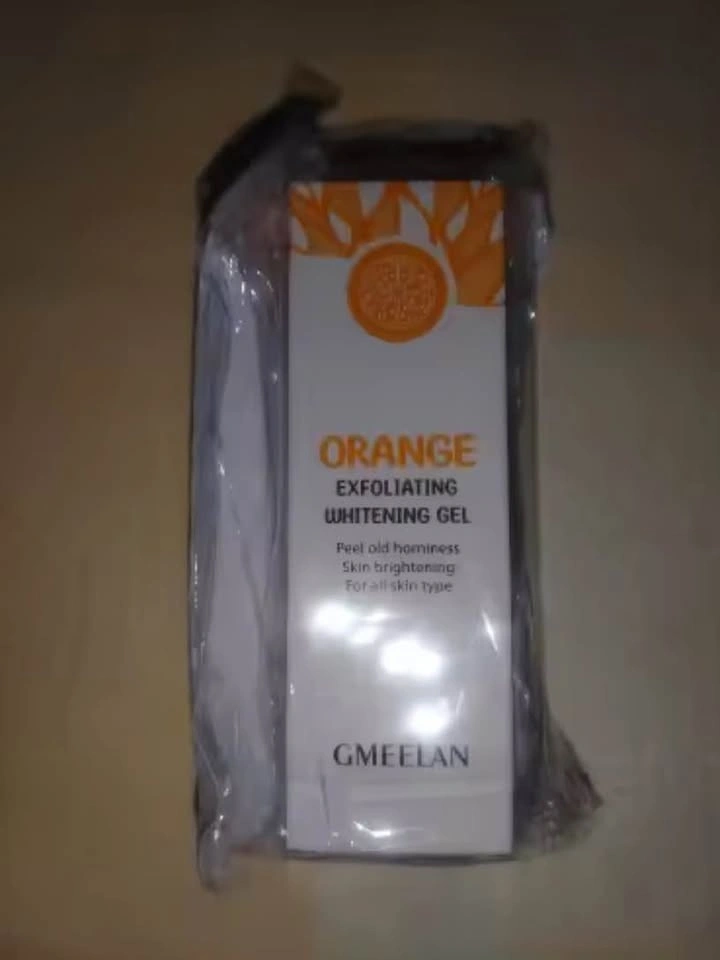 ORANGE
EXFOLIATING
WHITENING GEL
Peel old horniness
Skin brightening
For all skin type
GMEELAN